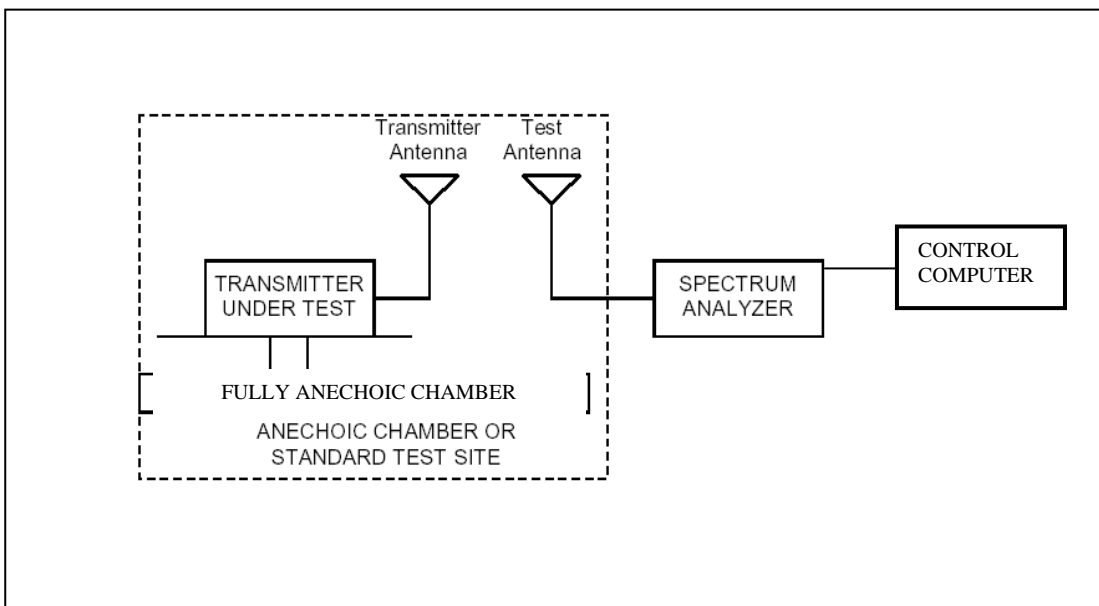 Transmitter
Antenna
Test
Antenna
TRANSMITTER
UNDER TEST
SPECTRUM
ANALYZER
CONTROL
COMPUTER
FULLY ANECHOIC CHAMBER
ANECHOIC CHAMBER OR
STANDARD TEST SITE